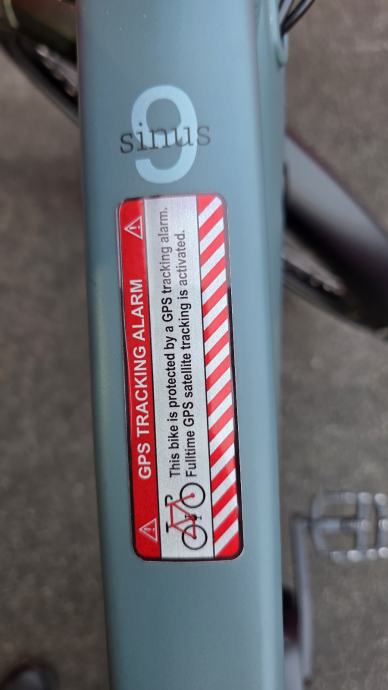 9
sinus
GPS TRACKING ALARM
This bike is protected by a GPS tracking alarm.
Fulltime GPS satellite tracking is activated.